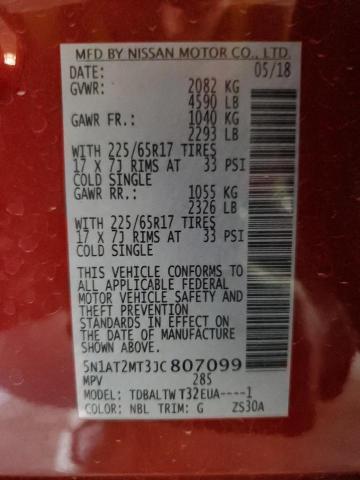 MFD BY NISSAN MOTOR CO., LTD.
DATE: 05/18
GVWR: 2082 KG
4590 LB
GAWR FR.: 1040 KG
2293 LB
WITH 225/65R17 TIRES
17 X 7J RIMS AT 33 PSI
COLD SINGLE
GAWR RR.: 1055 KG
2326 LB
WITH 225/65R17 TIRES
17 X 7J RIMS AT 33 PSI
COLD SINGLE
THIS VEHICLE CONFORMS TO
ALL APPLICABLE FEDERAL
MOTOR VEHICLE SAFETY AND
THEFT PREVENTION
STANDARDS IN EFFECT ON
THE DATE OF MANUFACTURE
SHOWN ABOVE.
5N1AT2MT3JC807099
MPV 285
MODEL: TDBALTWT32EUA----1
COLOR: NBL TRIM: G ZS30A